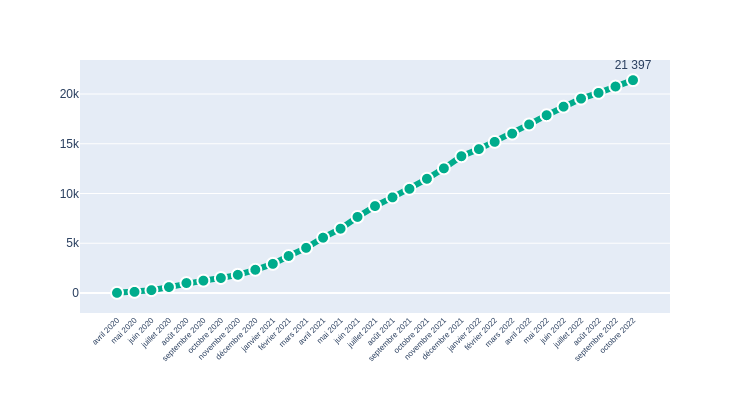 21 397
20k
15k
10k
5k
0
avril 2020
mai 2020
juin 2020
juillet 2020
août 2020
septembre 2020
octobre 2020
novembre 2020
décembre 2020
janvier 2021
février 2021
mars 2021
avril 2021
mai 2021
juin 2021
juillet 2021
août 2021
septembre 2021
octobre 2021
novembre 2021
décembre 2021
janvier 2022
février 2022
mars 2022
avril 2022
mai 2022
juin 2022
juillet 2022
août 2022
septembre 2022
octobre 2022